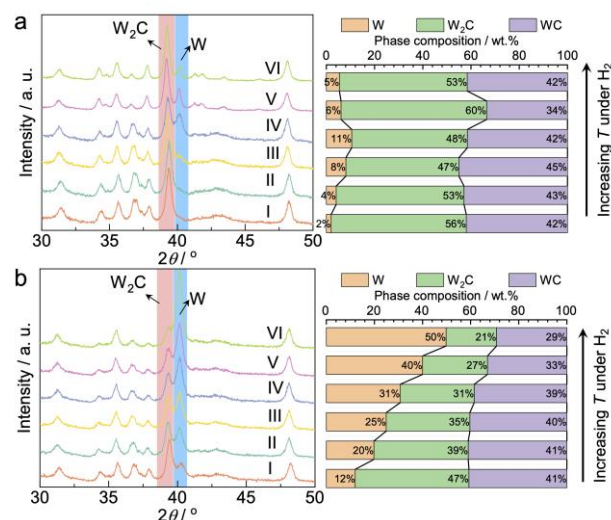 a
W₂C
W
VI
V
IV
III
II
I
Intensity / a. u.
30 35 40 45 50
2θ / °
W W₂C WC
Phase composition / wt.%
0 20 40 60 80 100
5% 53% 42%
6% 60% 34%
11% 48% 42%
8% 47% 45%
4% 53% 43%
2% 56% 42%
Increasing T under H₂
b
W₂C
W
VI
V
IV
III
II
I
Intensity / a. u.
30 35 40 45 50
2θ / °
W W₂C WC
Phase composition / wt.%
0 20 40 60 80 100
50% 21% 29%
40% 27% 33%
31% 31% 39%
25% 35% 40%
20% 39% 41%
12% 47% 41%
Increasing T under H₂